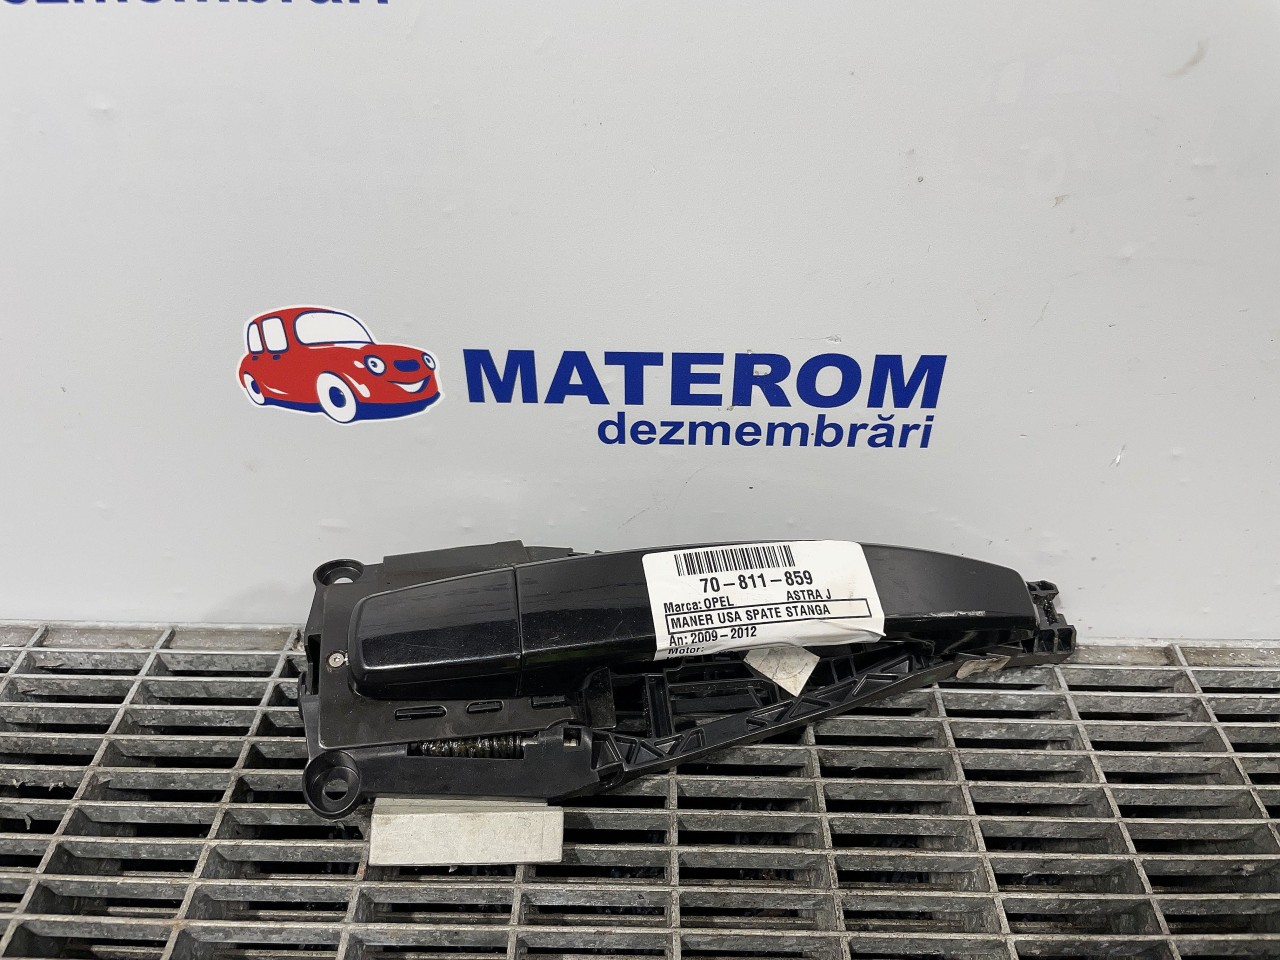 MATEROM
dezmembrări
70-811-859
Marca: OPEL ASTRA J
MANER USA SPATE STANGA
An: 2009-2012
Motor: